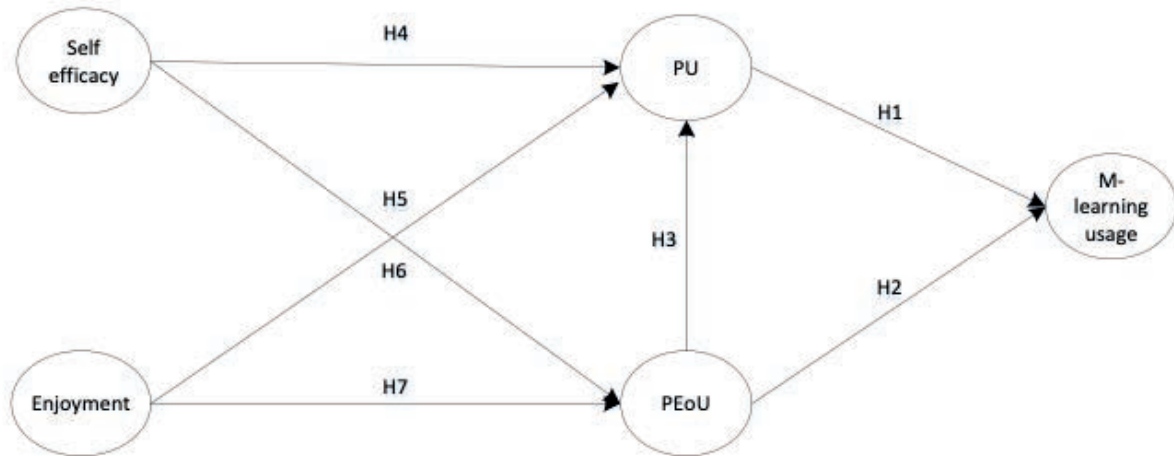 Self
efficacy
H4
PU
H1
M-
learning
usage
H5
H3
H6
H2
Enjoyment
H7
PEoU